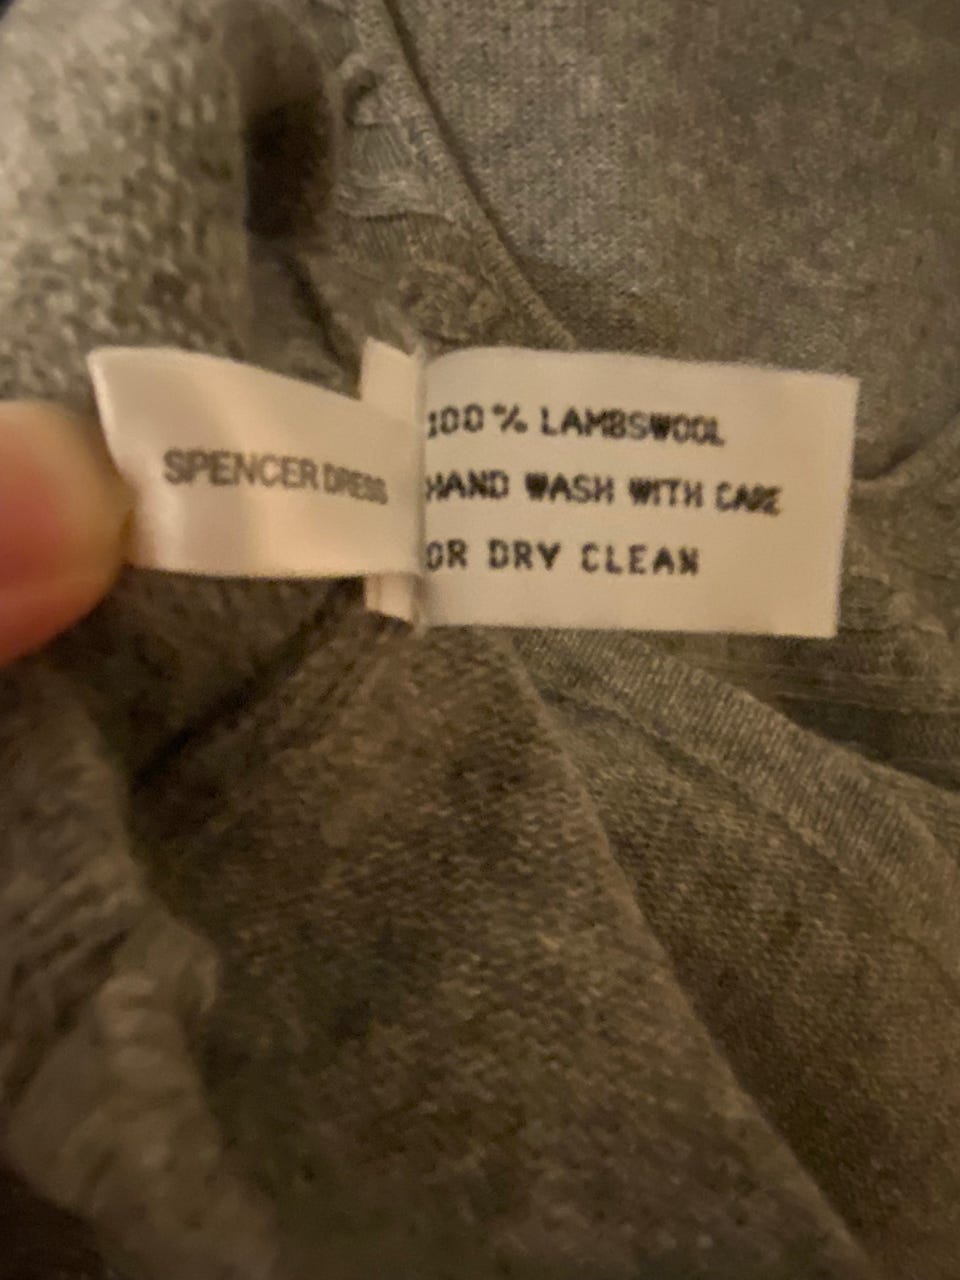 SPENCER DRESS
100% LAMBSWOOL
HAND WASH WITH CARE
OR DRY CLEAN